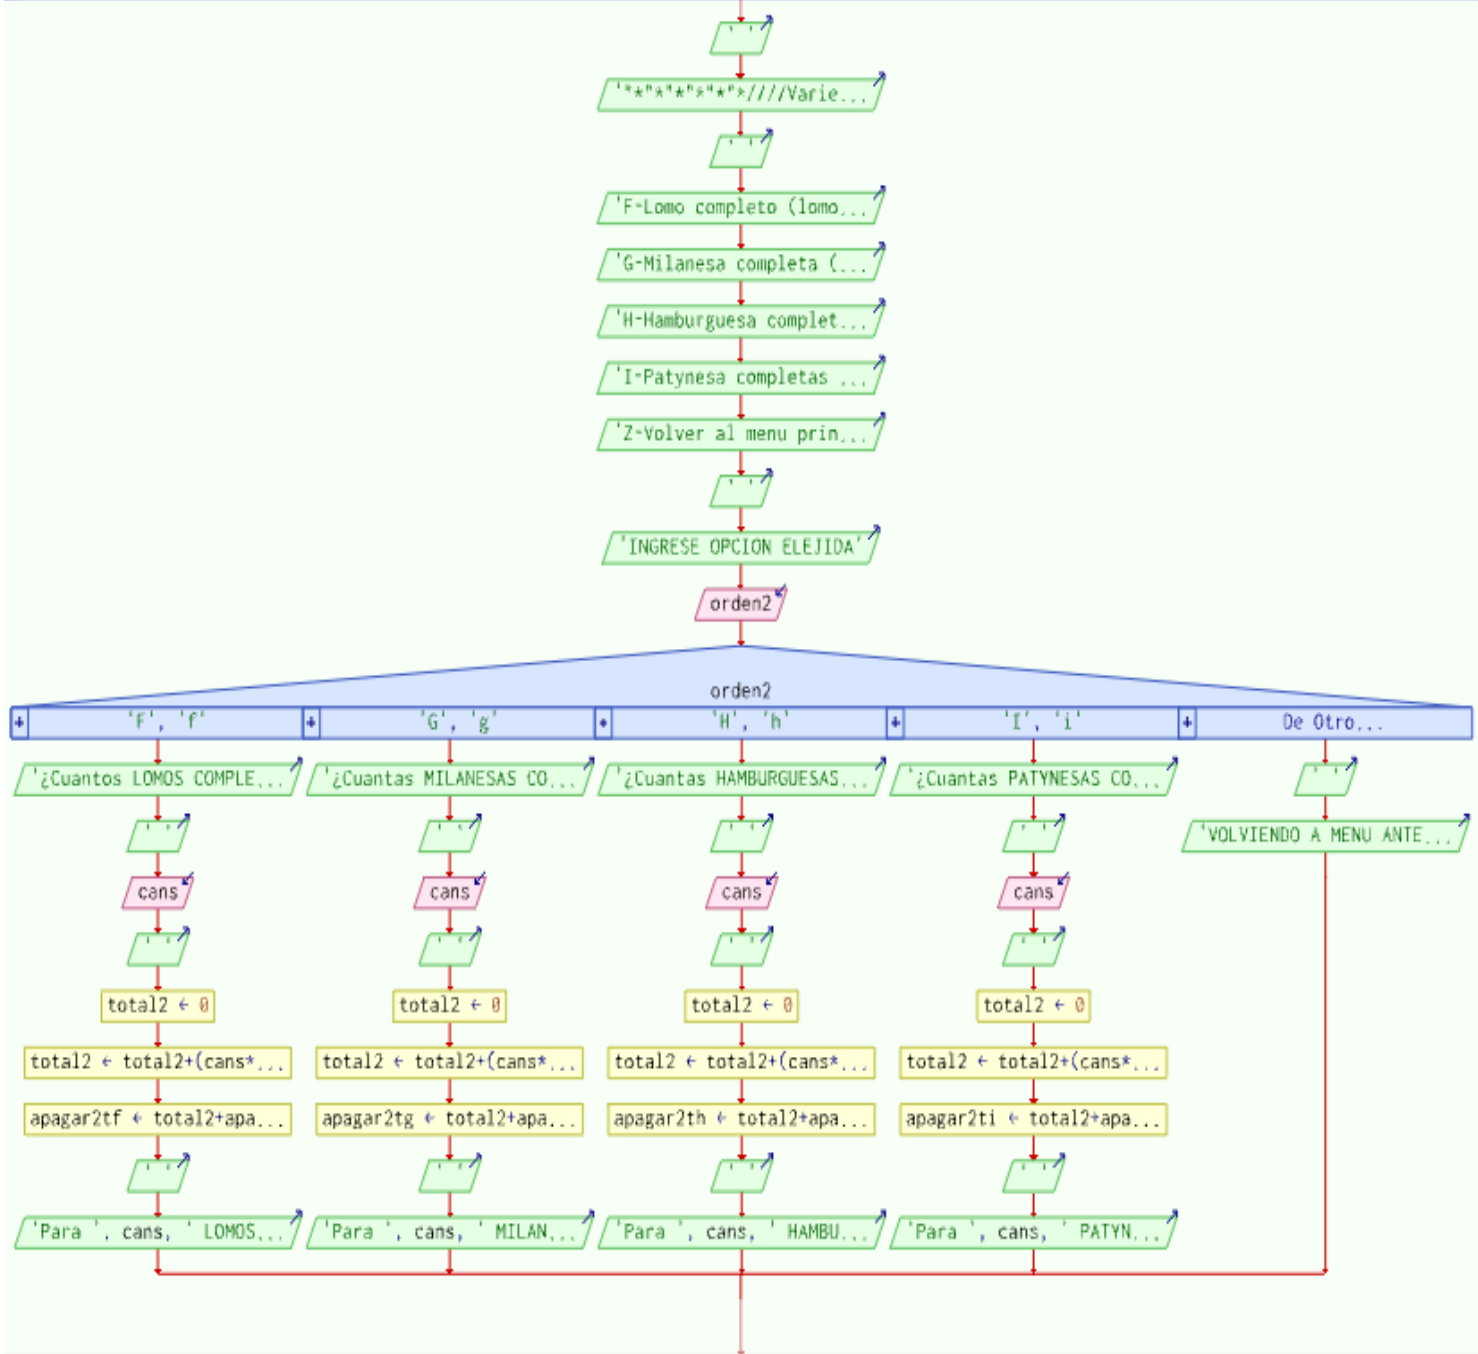 ' '
'"*"*"*"*"*"*////Varie...
' '
'F-Lomo completo (lomo...
'G-Milanesa completa (...
'H-Hamburguesa complet...
'I-Patynesa completas ...
'Z-Volver al menu prin...
' '
'INGRESE OPCION ELEJIDA'
orden2
orden2
+ 'F', 'f' + 'G', 'g' + 'H', 'h' + 'I', 'i' + De Otro...
'¿Cuantos LOMOS COMPLE... '¿Cuantas MILANESAS CO... '¿Cuantas HAMBURGUESAS... '¿Cuantas PATYNESAS CO... ' '
' ' ' ' ' ' ' ' 'VOLVIENDO A MENU ANTE...
cans cans cans cans
' ' ' ' ' ' ' '
total2 ← 0 total2 ← 0 total2 ← 0 total2 ← 0
total2 ← total2+(cans*... total2 ← total2+(cans*... total2 ← total2+(cans*... total2 ← total2+(cans*...
apagar2tf ← total2+apa... apagar2tg ← total2+apa... apagar2th ← total2+apa... apagar2ti ← total2+apa...
' ' ' ' ' ' ' '
'Para ', cans, ' LOMOS... 'Para ', cans, ' MILAN... 'Para ', cans, ' HAMBU... 'Para ', cans, ' PATYN...